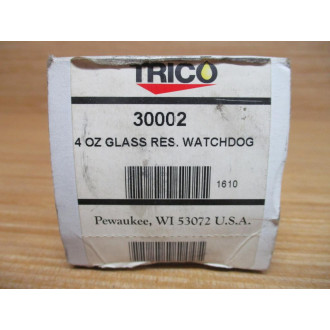 TRICO
30002
4 OZ GLASS RES. WATCHDOG
1610
Pewaukee, WI 53072 U.S.A.